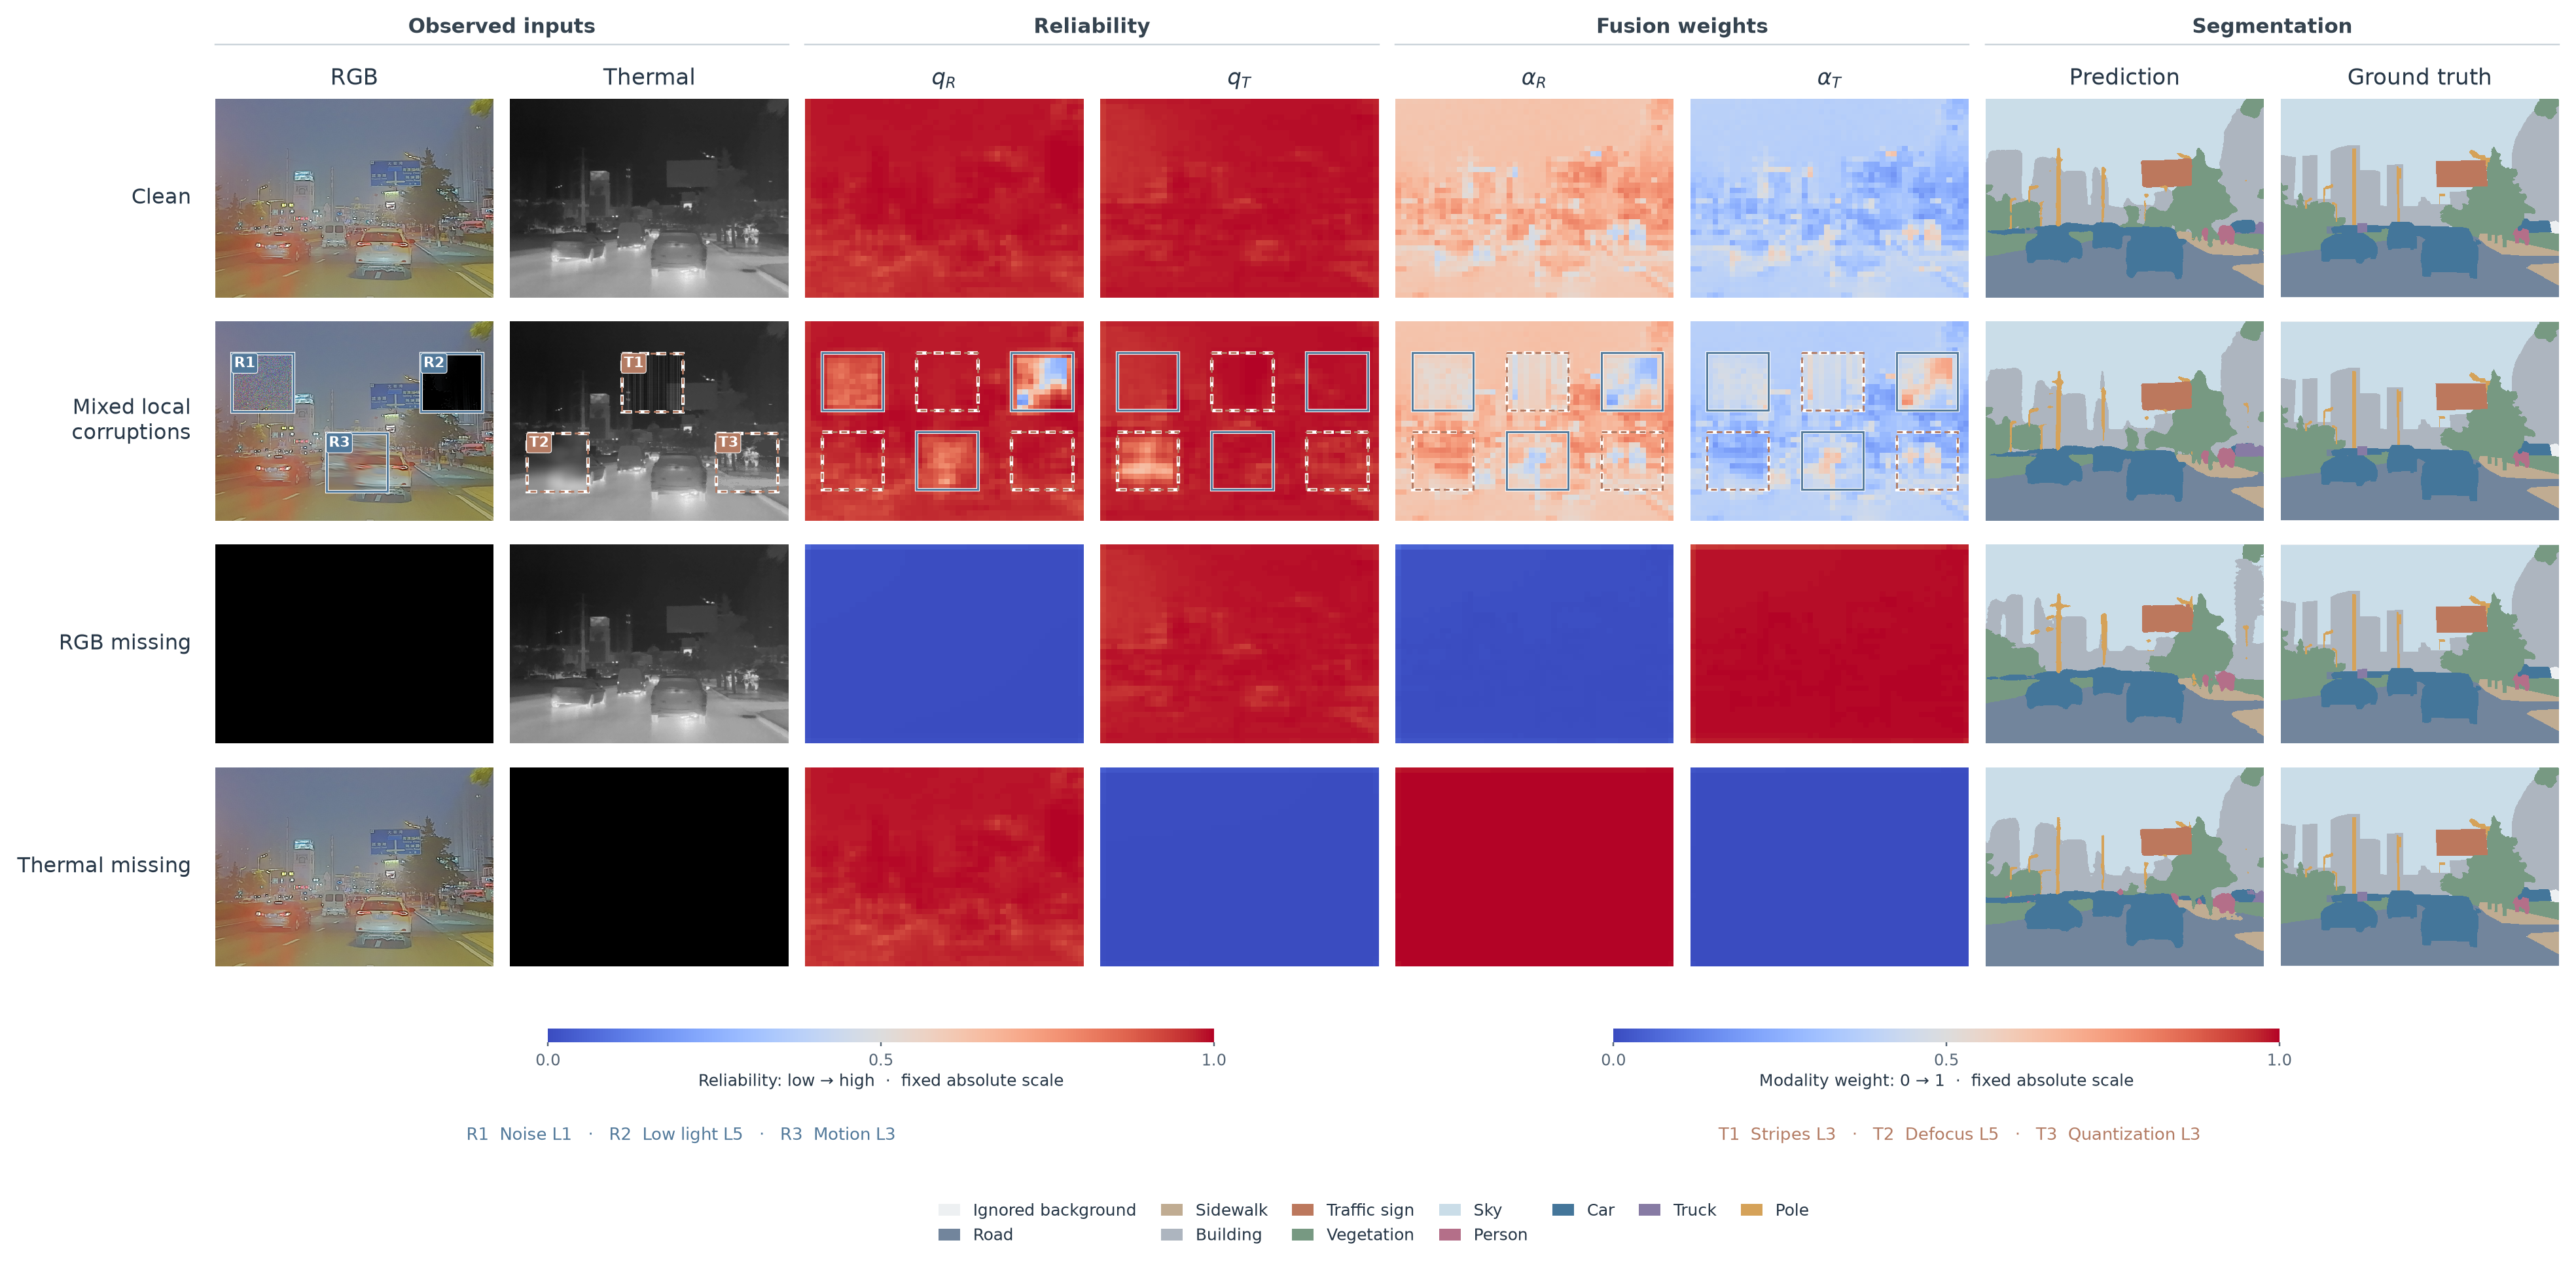 Observed inputs Reliability Fusion weights Segmentation
RGB Thermal q_R q_T α_R α_T Prediction Ground truth
Clean
Mixed local
corruptions
R1 R2 T1
R3 T2 T3
RGB missing
Thermal missing
0.0 0.5 1.0 0.0 0.5 1.0
Reliability: low → high · fixed absolute scale Modality weight: 0 → 1 · fixed absolute scale
R1 Noise L1 · R2 Low light L5 · R3 Motion L3 T1 Stripes L3 · T2 Defocus L5 · T3 Quantization L3
Ignored background Sidewalk Traffic sign Sky Car Truck Pole
Road Building Vegetation Person